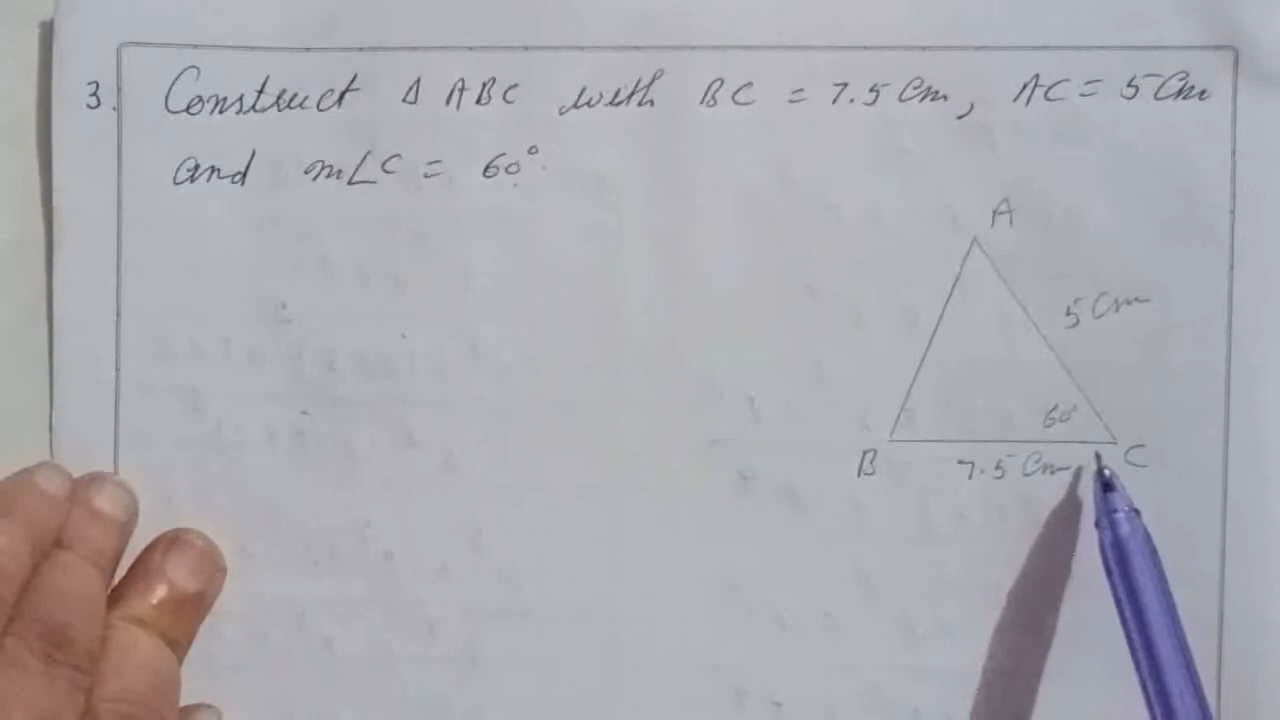 3. Construct Δ ABC with BC = 7.5 Cm, AC = 5 Cm
and m∠C = 60°.
A
5 Cm
60°
B 7.5 Cm C